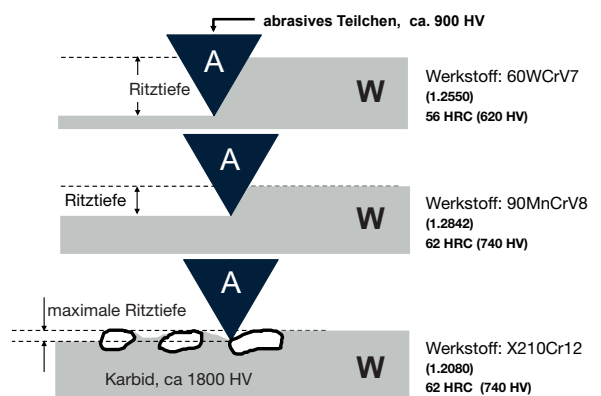 abrasives Teilchen, ca. 900 HV
A
Ritztiefe
W
Werkstoff: 60WCrV7
(1.2550)
56 HRC (620 HV)
A
Ritztiefe
W
Werkstoff: 90MnCrV8
(1.2842)
62 HRC (740 HV)
A
maximale Ritztiefe
Karbid, ca 1800 HV
W
Werkstoff: X210Cr12
(1.2080)
62 HRC (740 HV)